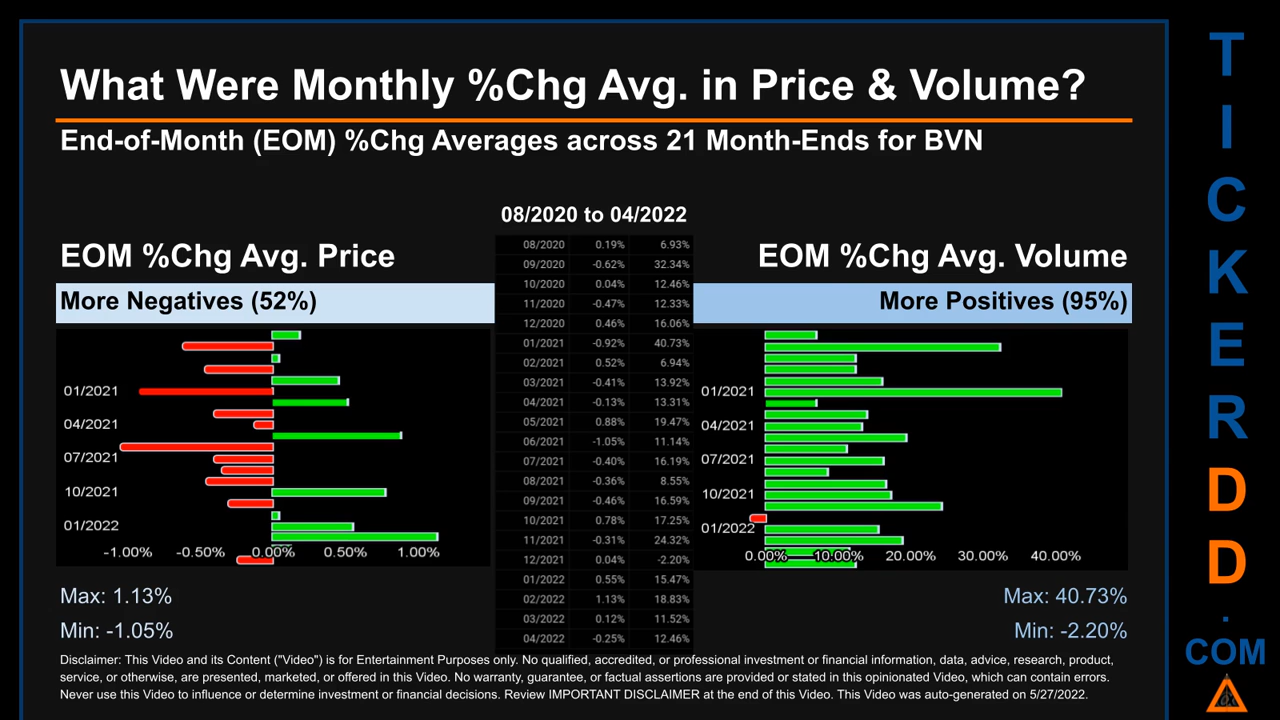 What Were Monthly %Chg Avg. in Price & Volume?
End-of-Month (EOM) %Chg Averages across 21 Month-Ends for BVN
08/2020 to 04/2022
EOM %Chg Avg. Price
EOM %Chg Avg. Volume
More Negatives (52%)
More Positives (95%)
08/2020 0.19% 6.93%
09/2020 -0.62% 32.34%
10/2020 0.04% 12.46%
11/2020 -0.47% 12.33%
12/2020 0.46% 16.06%
01/2021 -0.92% 40.73%
02/2021 0.52% 6.94%
03/2021 -0.41% 13.92%
04/2021 -0.13% 13.31%
05/2021 0.88% 19.47%
06/2021 -1.05% 11.14%
07/2021 -0.40% 16.19%
08/2021 -0.36% 8.55%
09/2021 -0.46% 16.59%
10/2021 0.78% 17.25%
11/2021 -0.31% 24.32%
12/2021 0.04% -2.20%
01/2022 0.55% 15.47%
02/2022 1.13% 18.83%
03/2022 0.12% 11.52%
04/2022 -0.25% 12.46%
01/2021
04/2021
07/2021
10/2021
01/2022
-1.00% -0.50% 0.00% 0.50% 1.00%
01/2021
04/2021
07/2021
10/2021
01/2022
0.00% 10.00% 20.00% 30.00% 40.00%
Max: 1.13%
Min: -1.05%
Max: 40.73%
Min: -2.20%
Disclaimer: This Video and its Content ("Video") is for Entertainment Purposes only. No qualified, accredited, or professional investment or financial information, data, advice, research, product,
service, or otherwise, are presented, marketed, or offered in this Video. No warranty, guarantee, or factual assertions are provided or stated in this opinionated Video, which can contain errors.
Never use this Video to influence or determine investment or financial decisions. Review IMPORTANT DISCLAIMER at the end of this Video. This Video was auto-generated on 5/27/2022.
T
I
C
K
E
R
D
D
.
COM